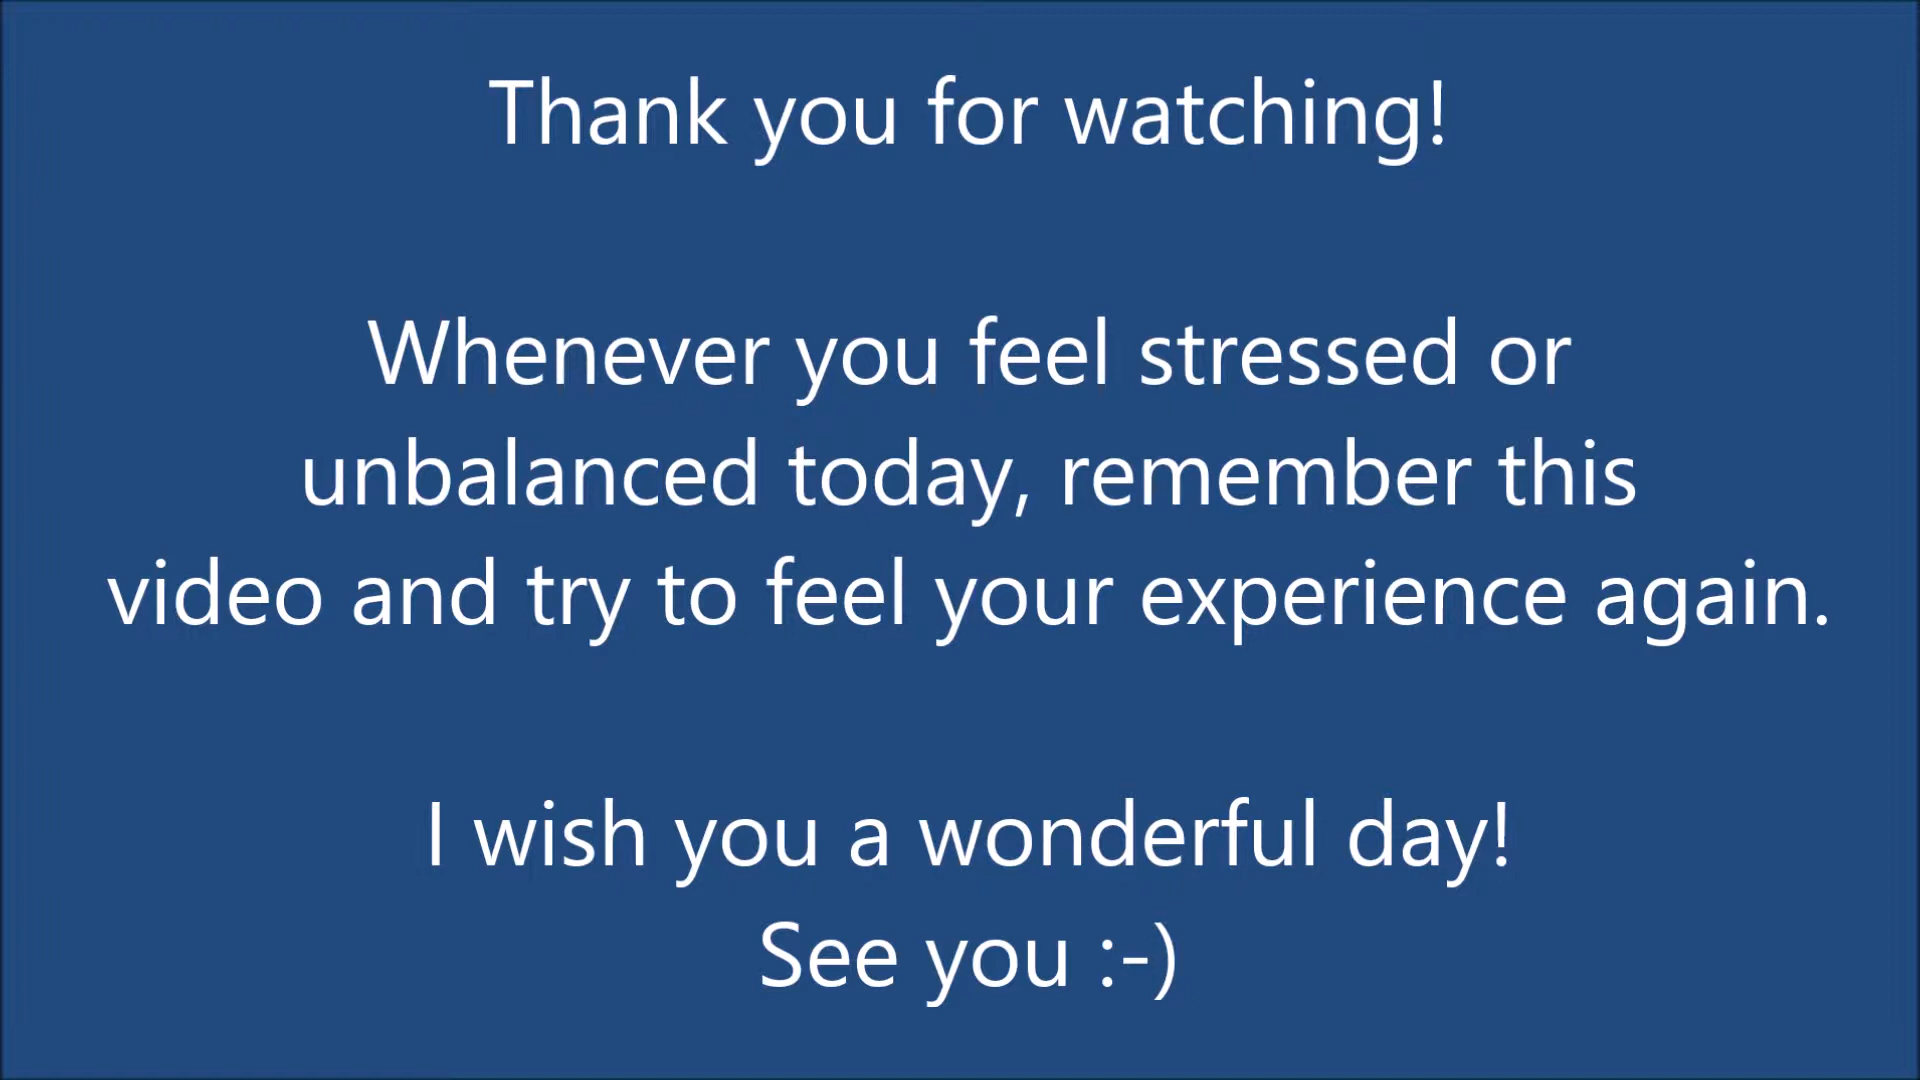 Thank you for watching!
Whenever you feel stressed or
unbalanced today, remember this
video and try to feel your experience again.
I wish you a wonderful day!
See you :-)